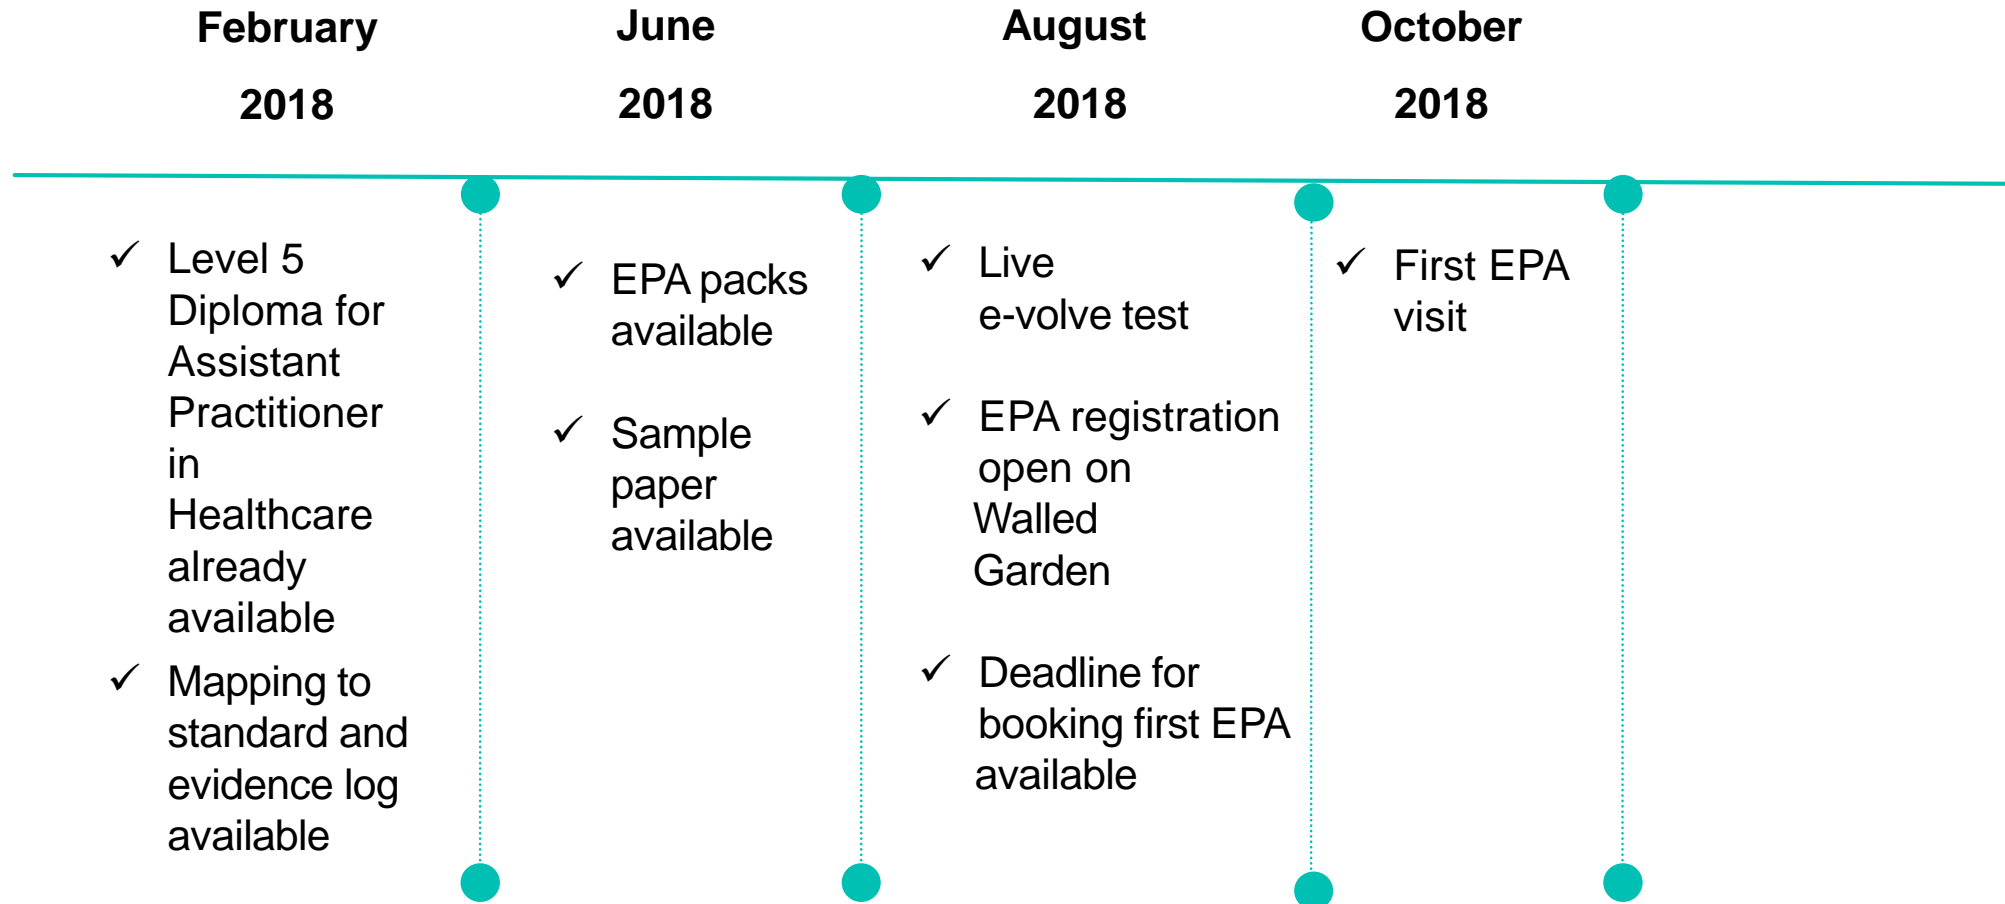 February
2018
June
2018
August
2018
October
2018
✓ Level 5
Diploma for
Assistant
Practitioner
in
Healthcare
already
available
✓ Mapping to
standard and
evidence log
available
✓ EPA packs
available
✓ Sample
paper
available
✓ Live
e-volve test
✓ EPA registration
open on
Walled
Garden
✓ Deadline for
booking first EPA
available
✓ First EPA
visit